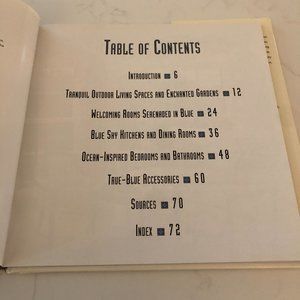 Table of Contents
Introduction ■ 6
Tranquil Outdoor Living Spaces and Enchanted Gardens ■ 12
Welcoming Rooms Serenaded in Blue ■ 24
Blue Sky Kitchens and Dining Rooms ■ 36
Ocean-Inspired Bedrooms and Bathrooms ■ 48
True-Blue Accessories ■ 60
Sources ■ 70
Index ■ 72